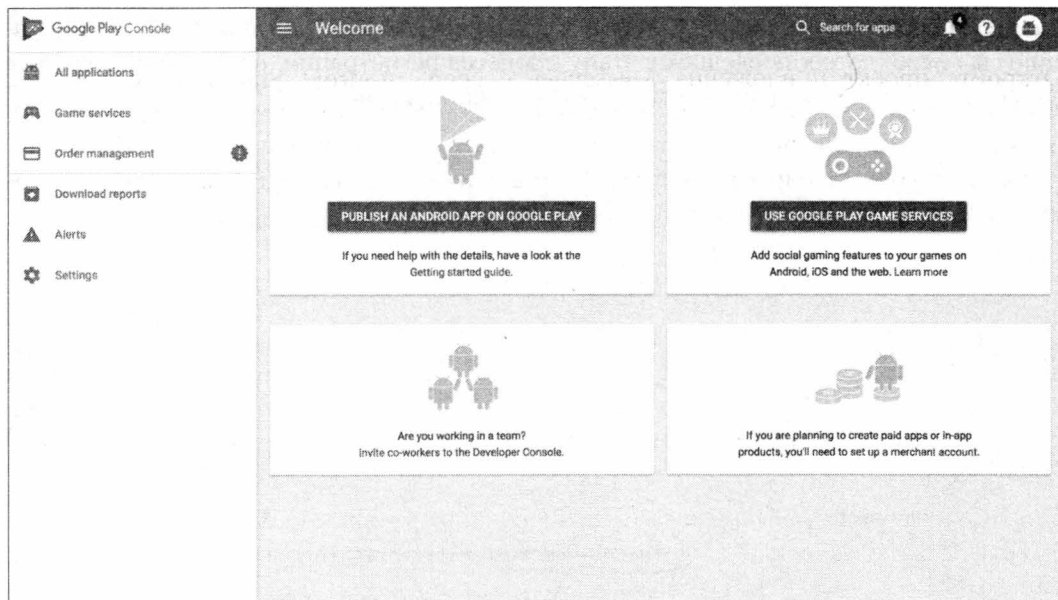 Google Play Console
Welcome
Search for apps
4
All applications
Game services
Order management
Download reports
Alerts
Settings
PUBLISH AN ANDROID APP ON GOOGLE PLAY
If you need help with the details, have a look at the
Getting started guide.
USE GOOGLE PLAY GAME SERVICES
Add social gaming features to your games on
Android, iOS and the web. Learn more
Are you working in a team?
Invite co-workers to the Developer Console.
If you are planning to create paid apps or in-app
products, you'll need to set up a merchant account.